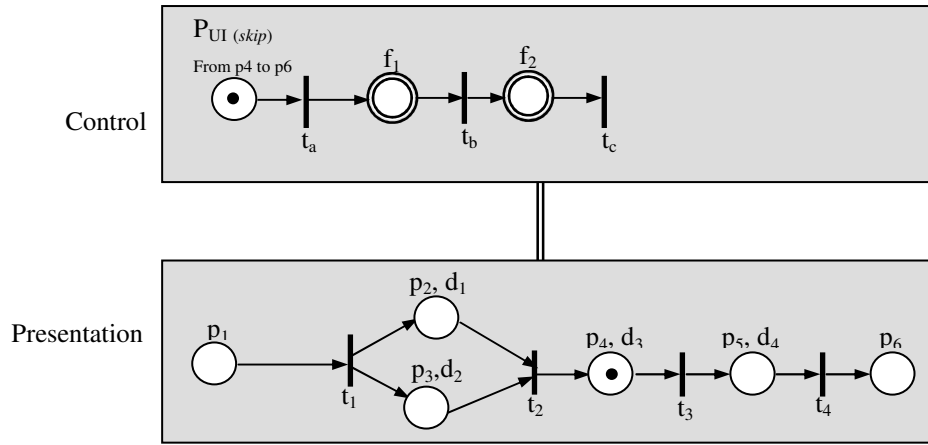 P_UI (skip)
From p4 to p6
f_1
f_2
Control
t_a
t_b
t_c
p_2, d_1
Presentation
p_1
p_4, d_3
p_5, d_4
p_6
p_3,d_2
t_1
t_2
t_3
t_4